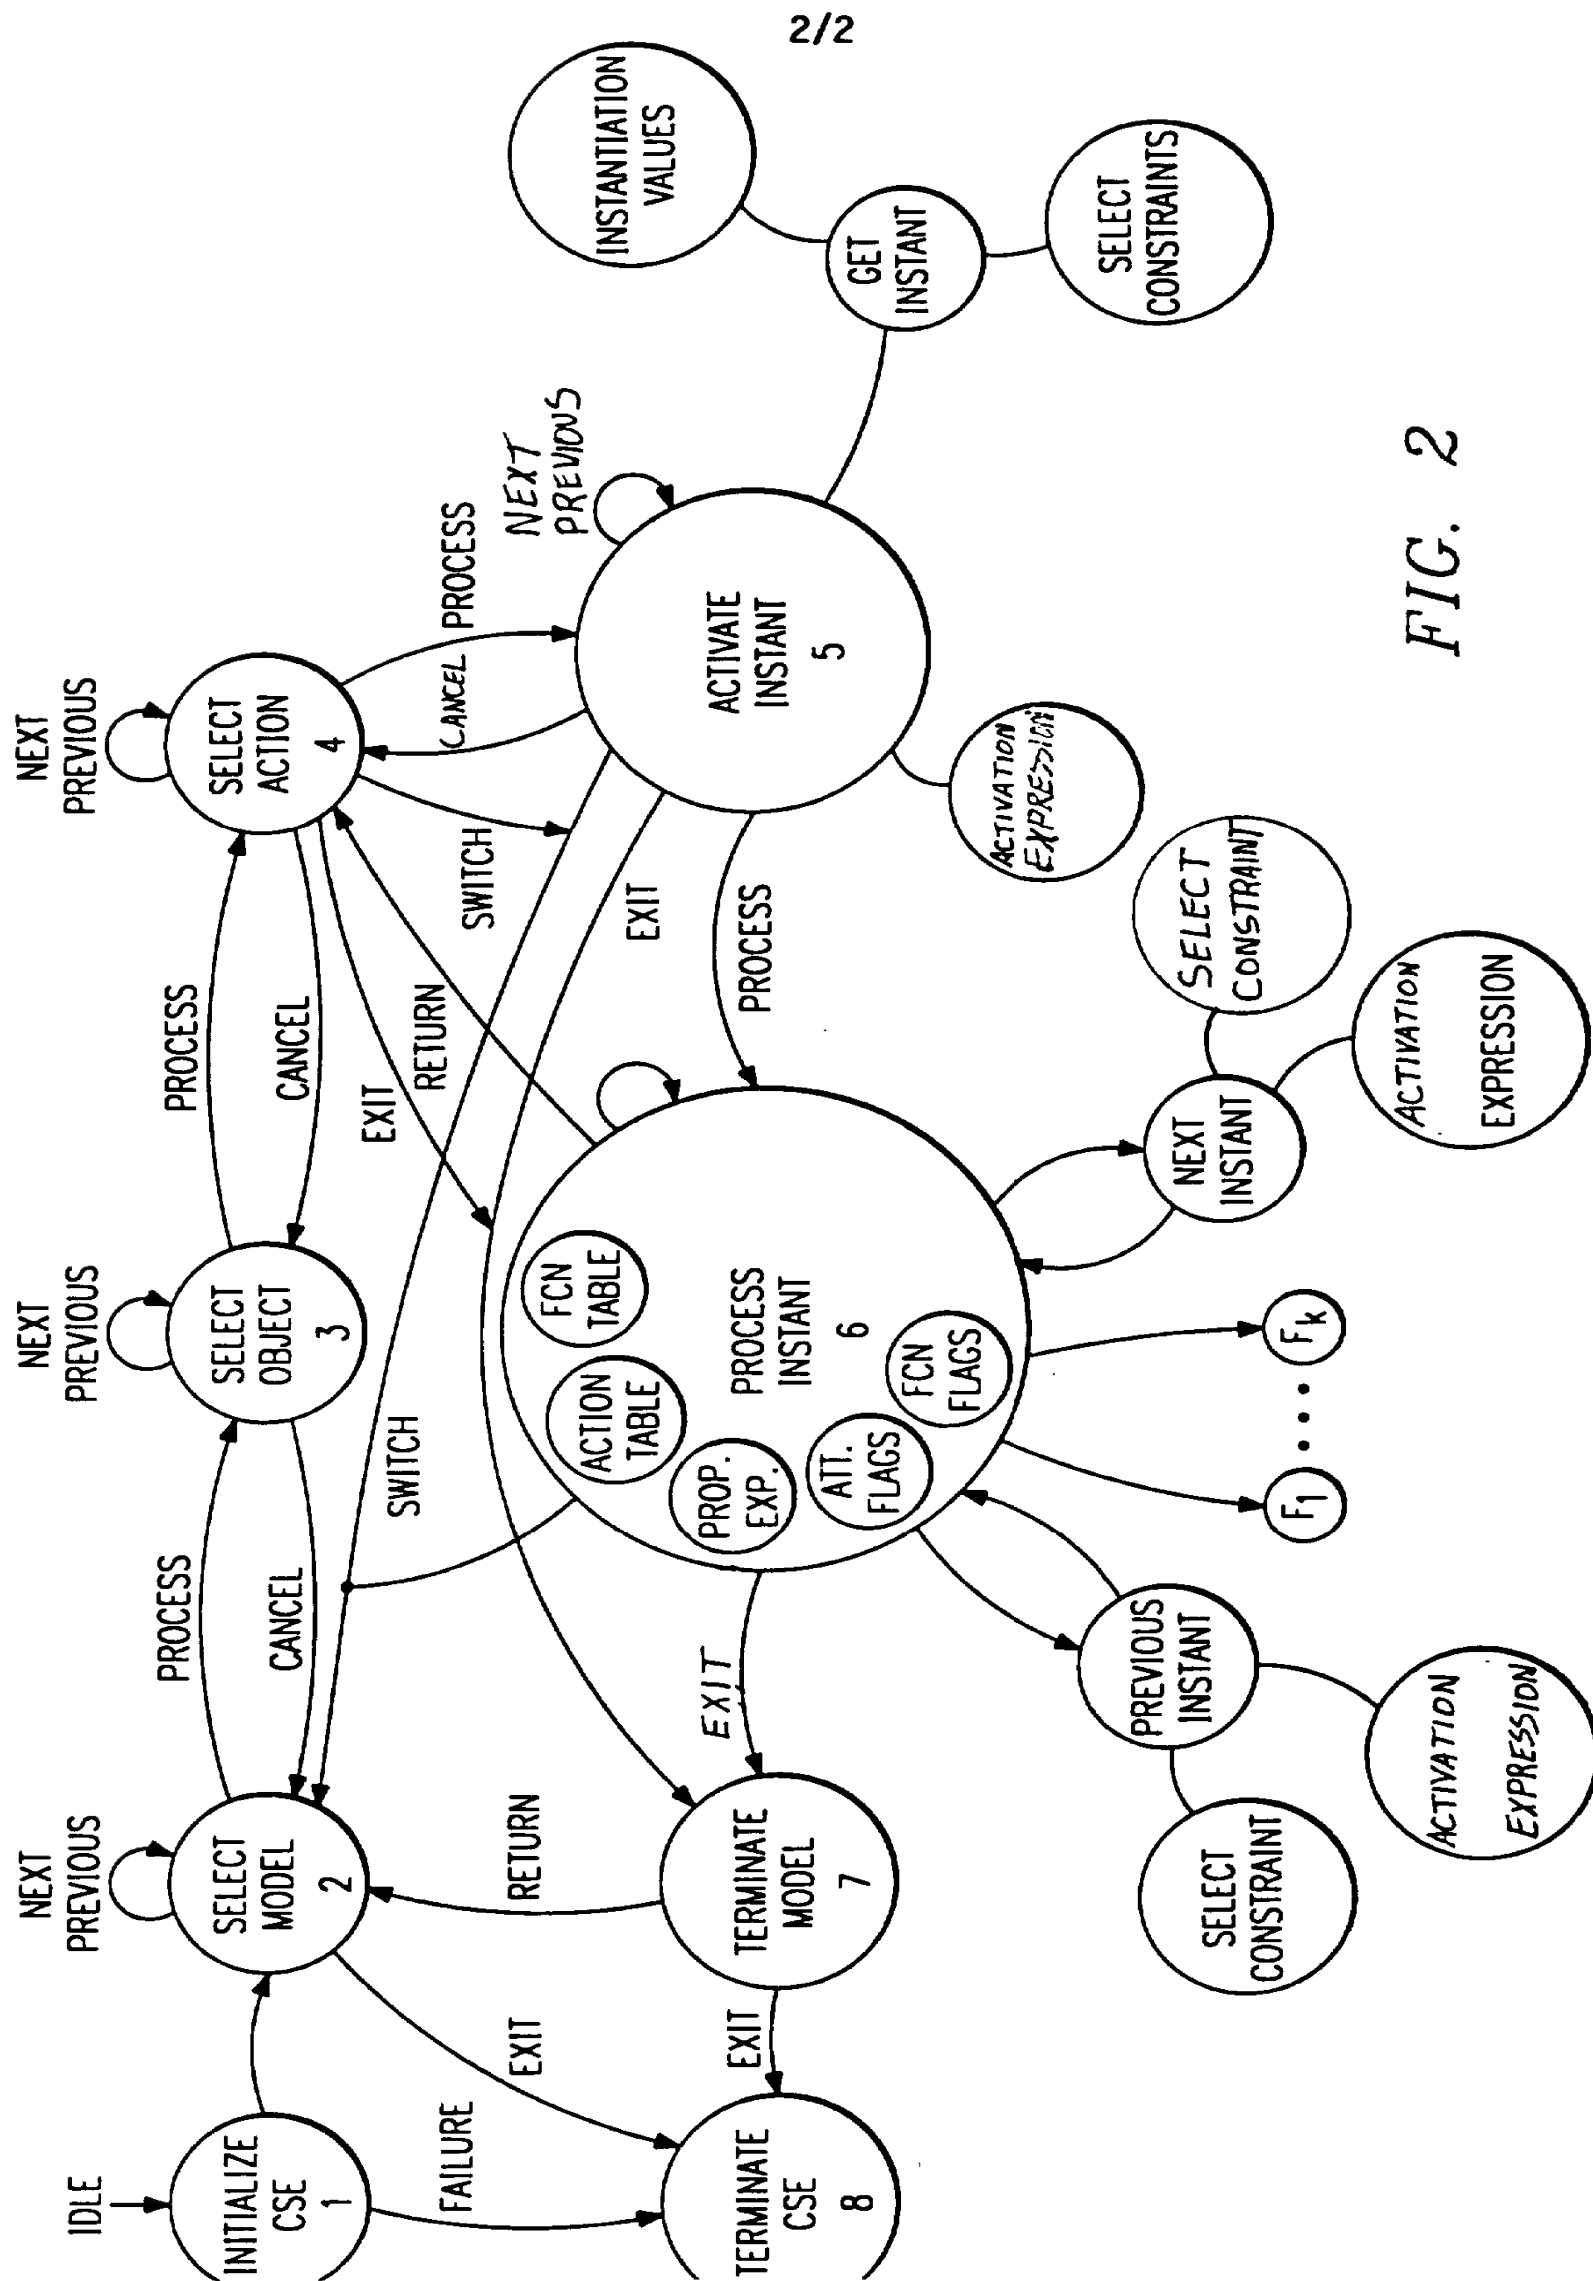 2/2
IDLE
INITIALIZE
CSE
1
FAILURE
NEXT
PREVIOUS
SELECT
MODEL
2
PROCESS
CANCEL
NEXT
PREVIOUS
SELECT
OBJECT
3
PROCESS
CANCEL
NEXT
PREVIOUS
SELECT
ACTION
4
PROCESS
CANCEL
SWITCH
EXIT
RETURN
SWITCH
EXIT
NEXT
PREVIOUS
ACTIVATE
INSTANT
5
PROCESS
INSTANTIATION
VALUES
GET
INSTANT
SELECT
CONSTRAINTS
ACTIVATION
EXPRESSION
EXIT
RETURN
TERMINATE
CSE
8
EXIT
TERMINATE
MODEL
7
EXIT
PROCESS
INSTANT
6
FCN
TABLE
ACTION
TABLE
PROP.
EXP.
ATT.
FLAGS
FCN
FLAGS
PREVIOUS
INSTANT
SELECT
CONSTRAINT
ACTIVATION
EXPRESSION
F1 .... Fk
NEXT
INSTANT
SELECT
CONSTRAINT
ACTIVATION
EXPRESSION
FIG. 2